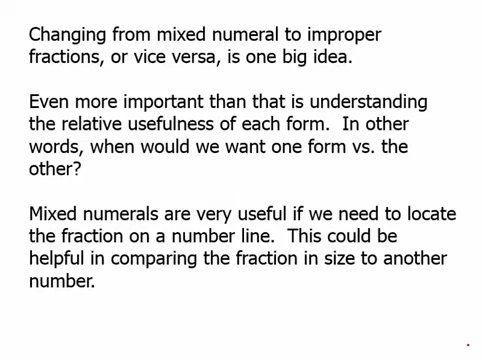 Changing from mixed numeral to improper
fractions, or vice versa, is one big idea.
Even more important than that is understanding
the relative usefulness of each form.  In other
words, when would we want one form vs. the
other?
Mixed numerals are very useful if we need to locate
the fraction on a number line.  This could be
helpful in comparing the fraction in size to another
number.